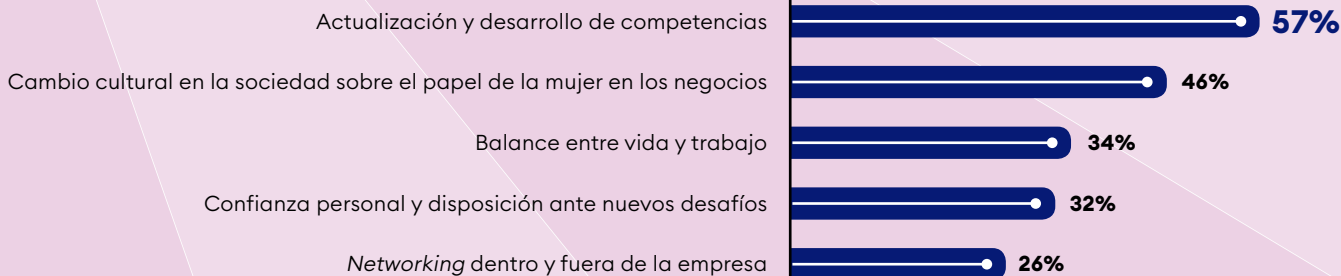 Actualización y desarrollo de competencias 57%
Cambio cultural en la sociedad sobre el papel de la mujer en los negocios 46%
Balance entre vida y trabajo 34%
Confianza personal y disposición ante nuevos desafíos 32%
Networking dentro y fuera de la empresa 26%